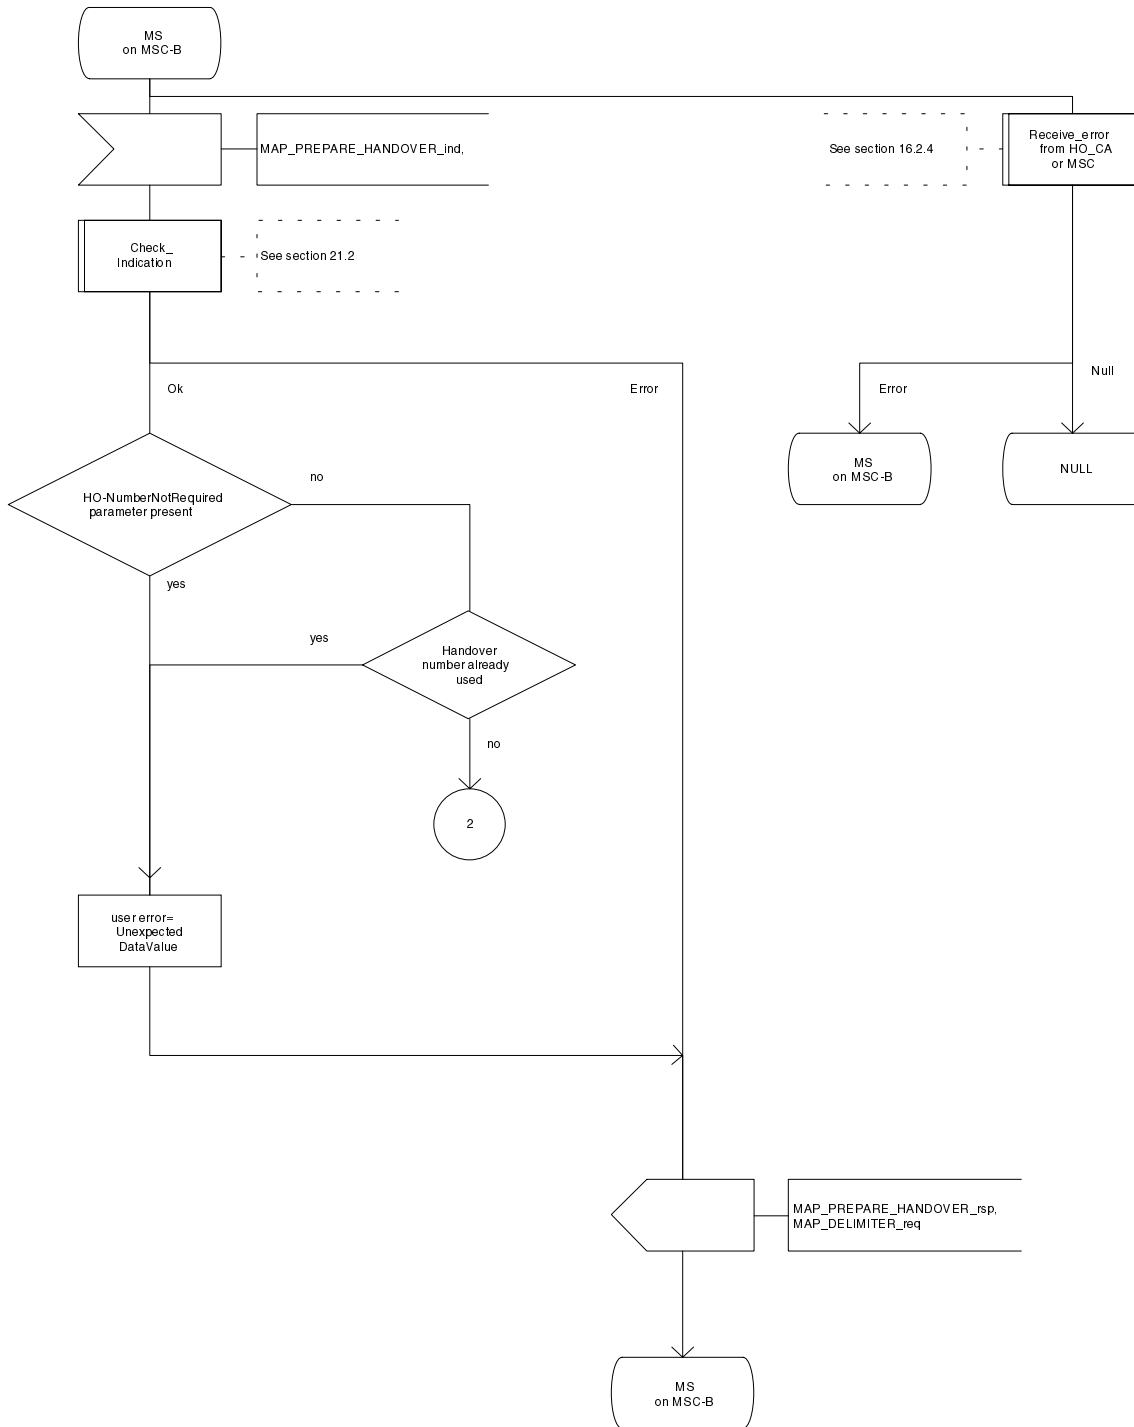 MS
on MSC-B
MAP_PREPARE_HANDOVER_ind,
See section 16.2.4
Receive_error
from HO_CA
or MSC
Check_
Indication
See section 21.2
Ok
Error
Error
Null
MS
on MSC-B
NULL
HO-NumberNotRequired
parameter present
no
yes
yes
Handover
number already
used
no
2
user error=
Unexpected
DataValue
MAP_PREPARE_HANDOVER_rsp,
MAP_DELIMITER_req
MS
on MSC-B